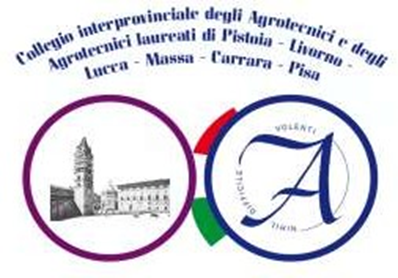 Collegio interprovinciale degli Agrotecnici e degli
Agrotecnici laureati di Pistoia - Livorno -
Lucca - Massa - Carrara - Pisa
VOLENTI
NIHIL
DIFFICILE
A